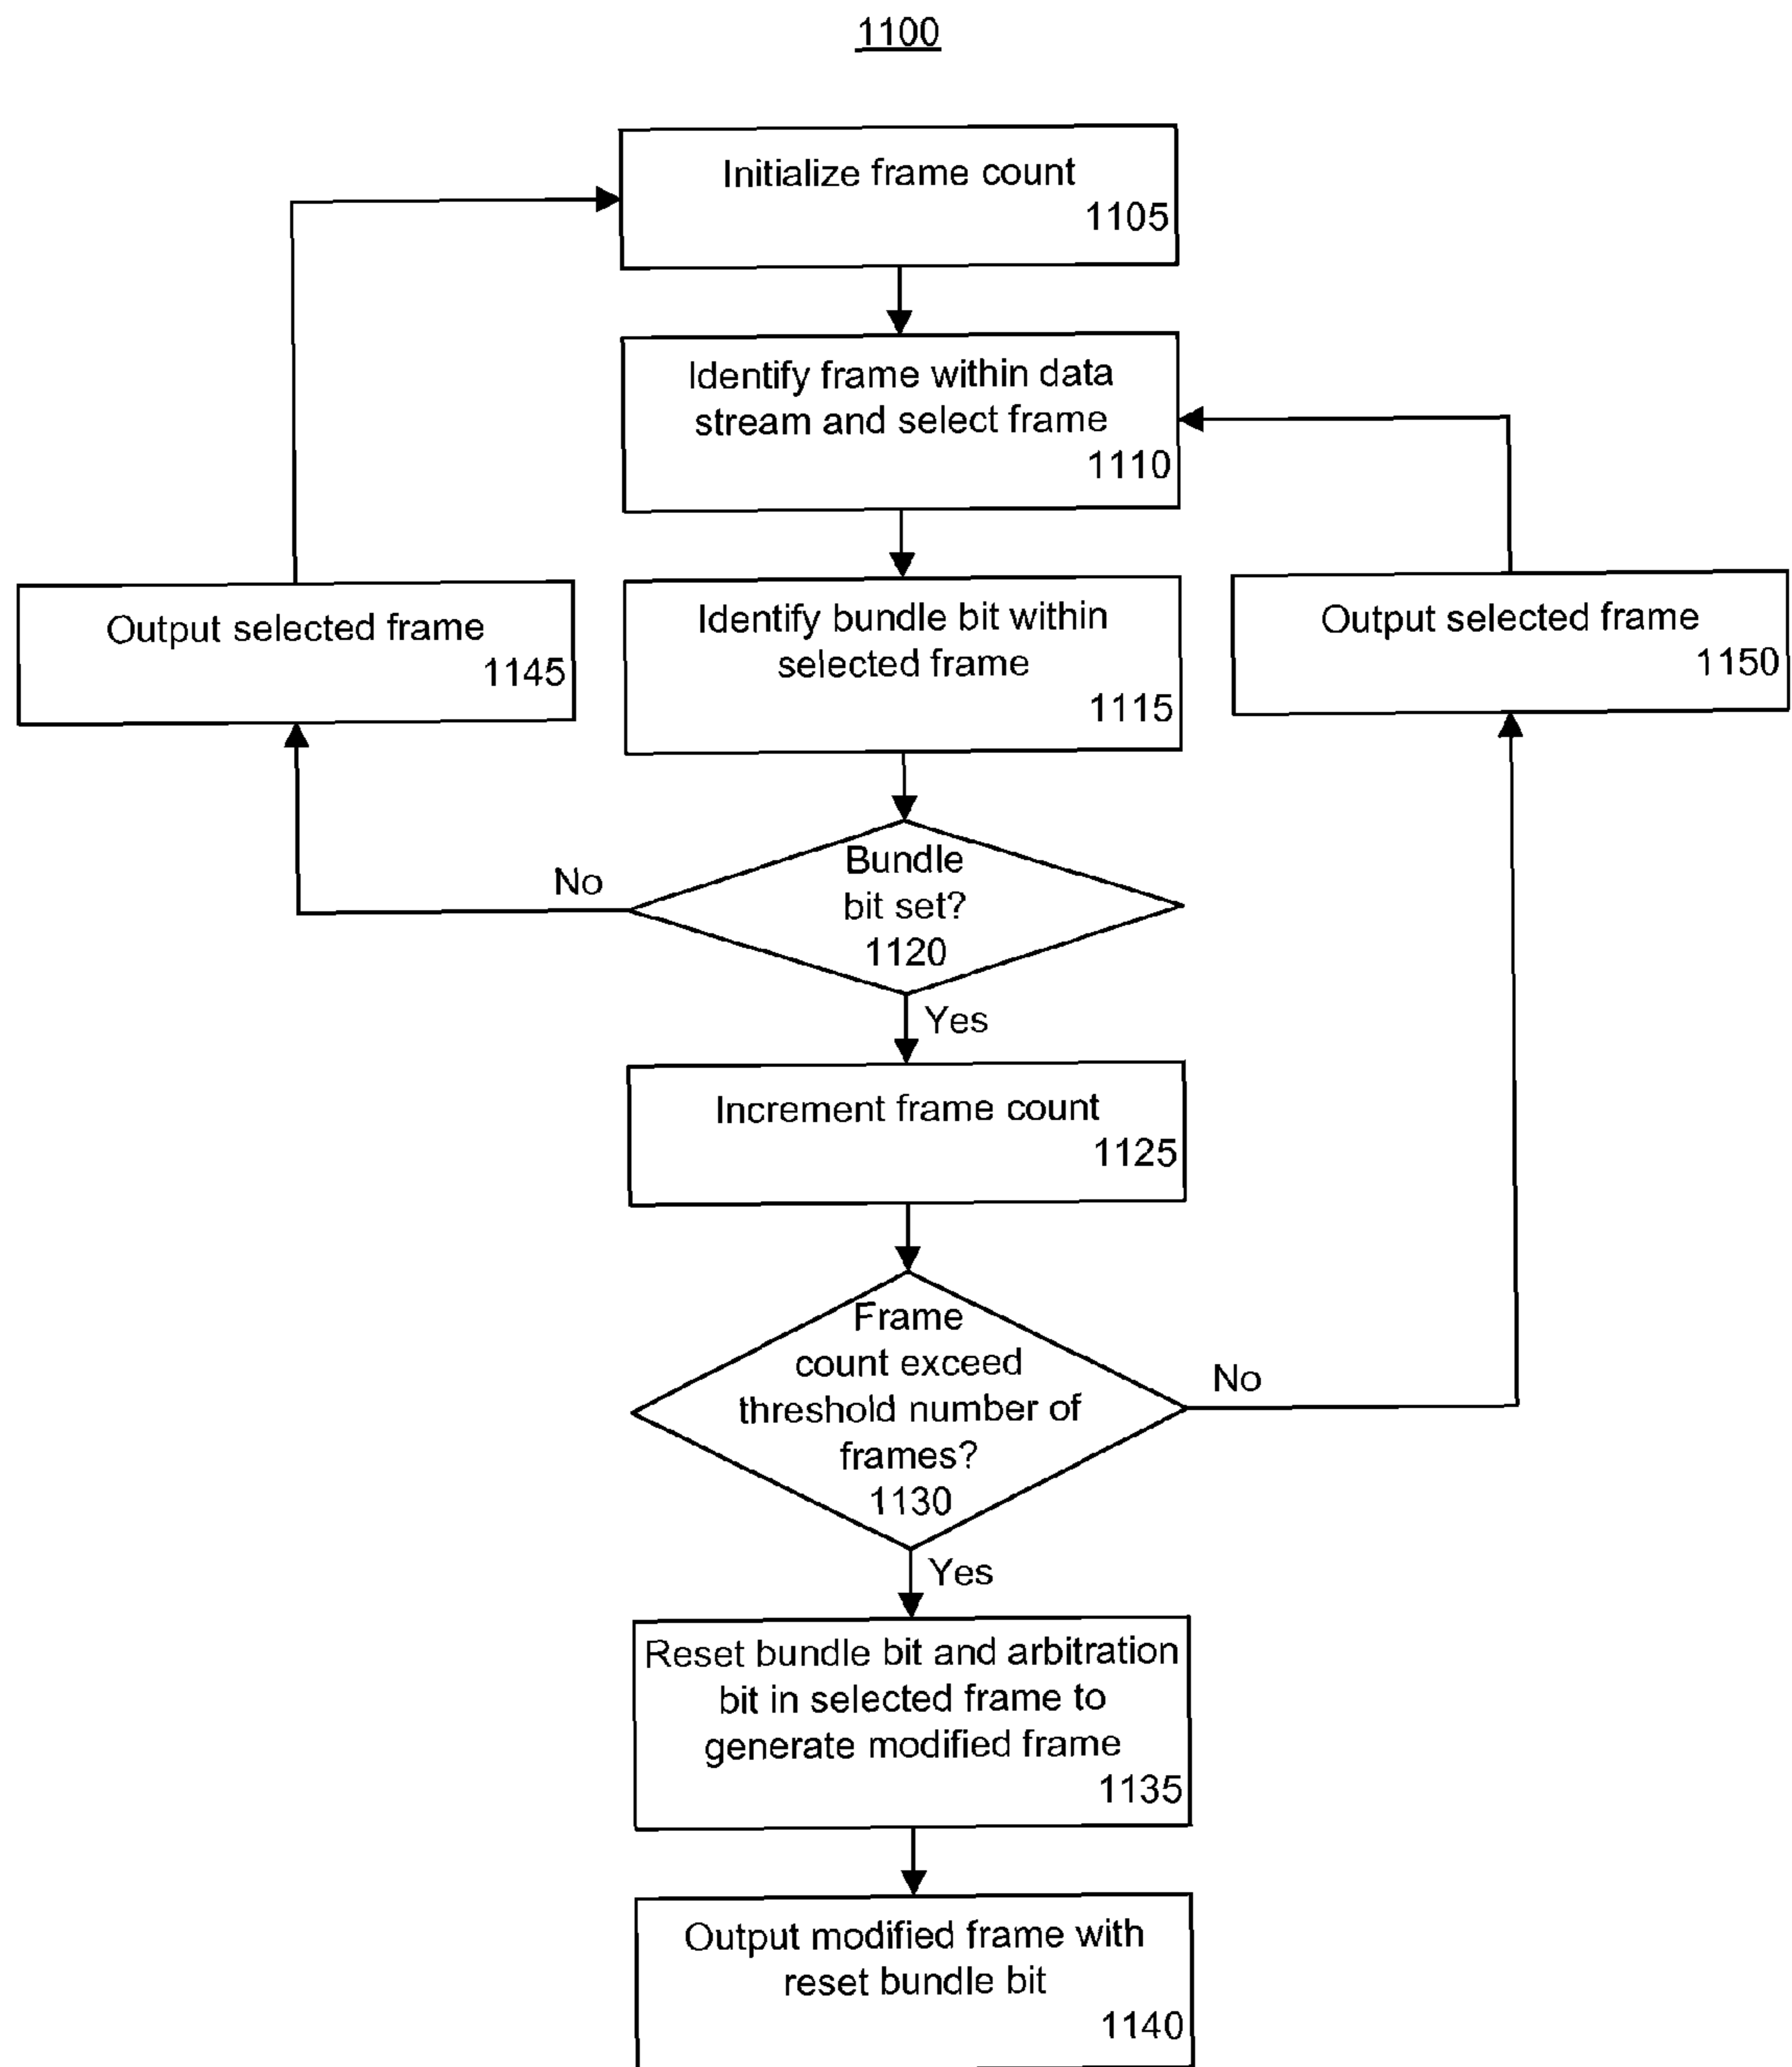 1100
Initialize frame count
1105
Identify frame within data
stream and select frame
1110
Output selected frame
1145
Identify bundle bit within
selected frame
1115
Output selected frame
1150
Bundle
bit set?
1120
No
Yes
Increment frame count
1125
Frame
count exceed
threshold number of
frames?
1130
No
Yes
Reset bundle bit and arbitration
bit in selected frame to
generate modified frame
1135
Output modified frame with
reset bundle bit
1140